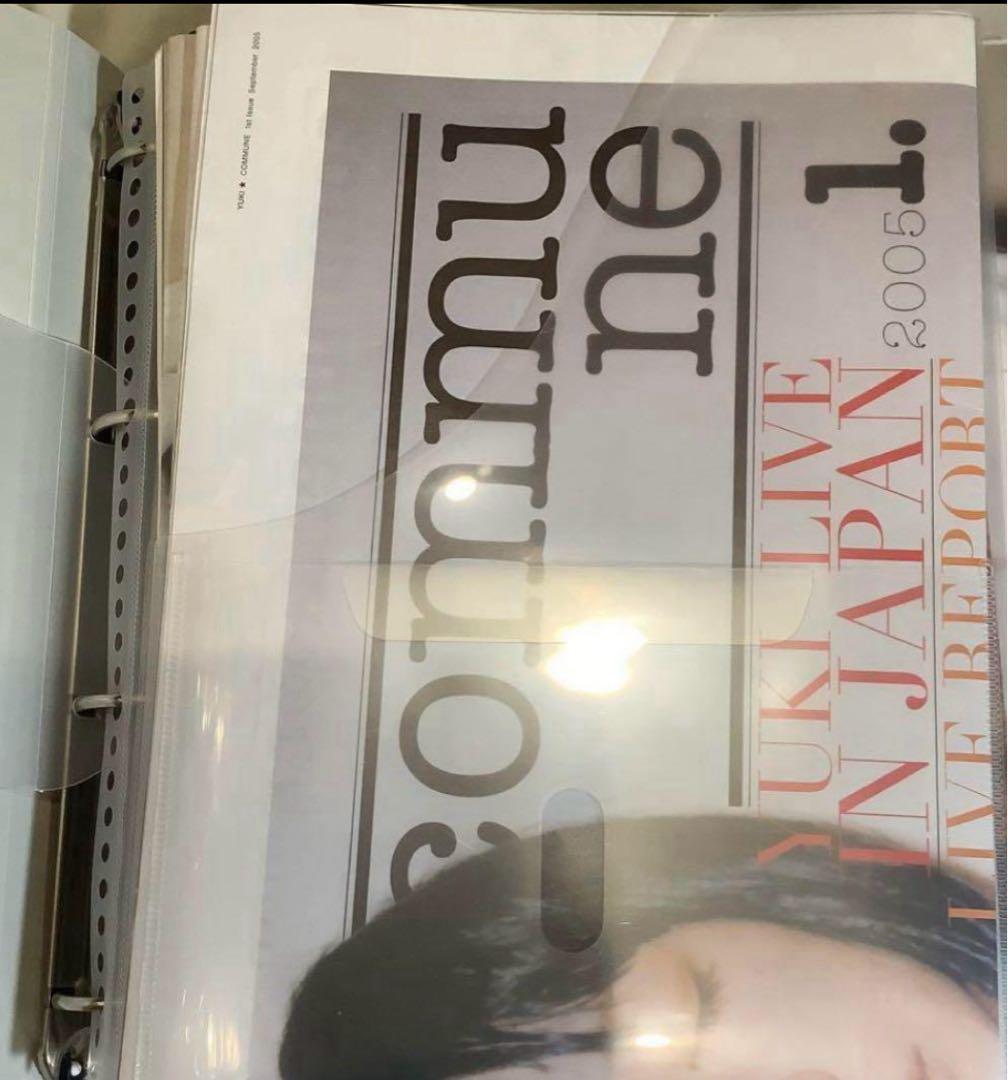 YUKI ★ COMMUNE 1st Issue September 2005
commu
ne
1.
2005
YUKI LIVE
IN JAPAN
LIVE REPORT